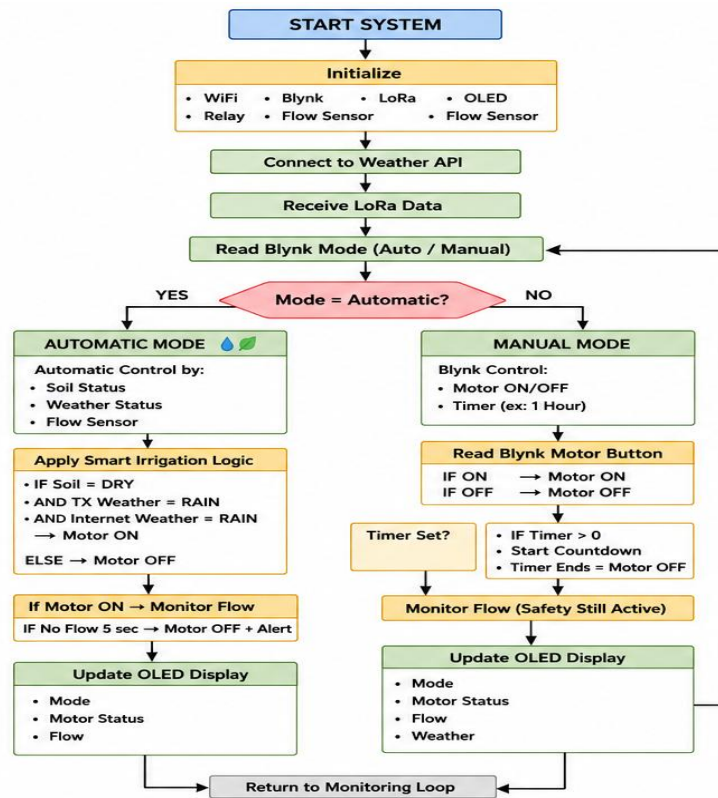 START SYSTEM
Initialize
• WiFi • Blynk • LoRa • OLED
• Relay • Flow Sensor • Flow Sensor
Connect to Weather API
Receive LoRa Data
Read Blynk Mode (Auto / Manual)
Mode = Automatic?
YES
NO
AUTOMATIC MODE
Automatic Control by:
• Soil Status
• Weather Status
• Flow Sensor
Apply Smart Irrigation Logic
• IF Soil = DRY
• AND TX Weather = RAIN
• AND Internet Weather = RAIN
→ Motor ON
ELSE → Motor OFF
If Motor ON → Monitor Flow
IF No Flow 5 sec → Motor OFF + Alert
Update OLED Display
• Mode
• Motor Status
• Flow
MANUAL MODE
Blynk Control:
• Motor ON/OFF
• Timer (ex: 1 Hour)
Read Blynk Motor Button
IF ON → Motor ON
IF OFF → Motor OFF
Timer Set?
• IF Timer > 0
• Start Countdown
• Timer Ends = Motor OFF
Monitor Flow (Safety Still Active)
Update OLED Display
• Mode
• Motor Status
• Flow
• Weather
Return to Monitoring Loop